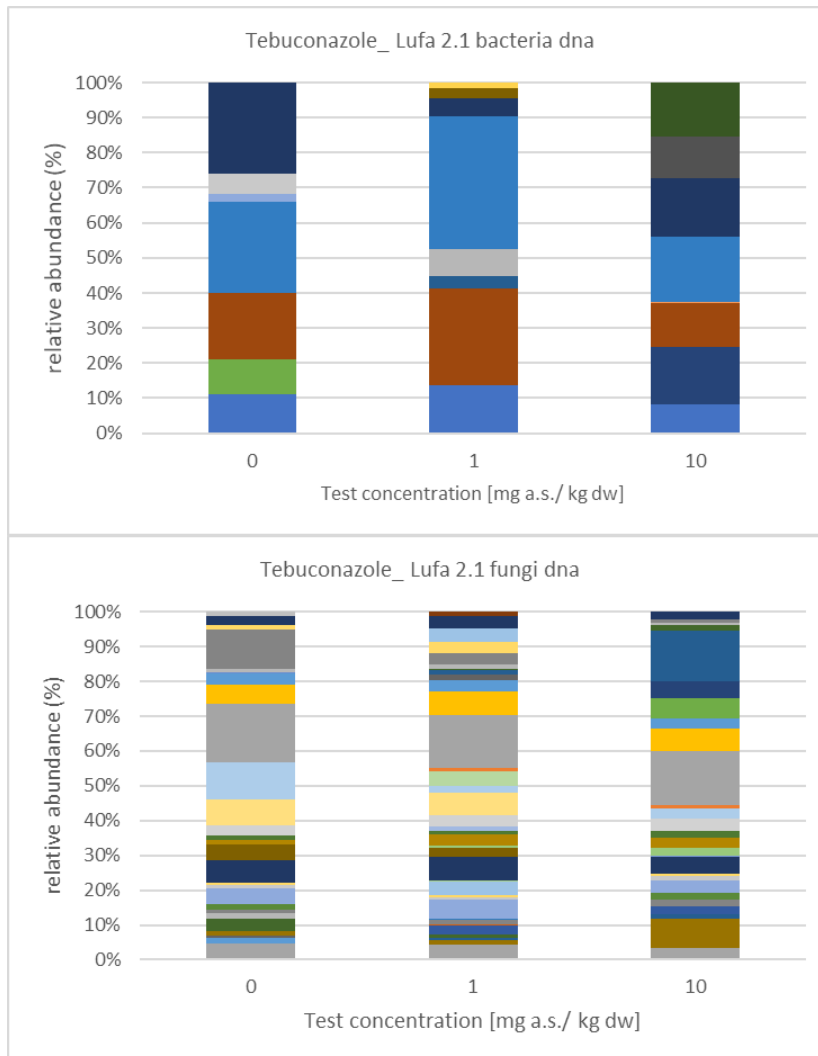 Tebuconazole_ Lufa 2.1 bacteria dna
100%
90%
80%
70%
60%
50%
40%
30%
20%
10%
0%
relative abundance (%)
0 1 10
Test concentration [mg a.s./ kg dw]
Tebuconazole_ Lufa 2.1 fungi dna
100%
90%
80%
70%
60%
50%
40%
30%
20%
10%
0%
relative abundance (%)
0 1 10
Test concentration [mg a.s./ kg dw]